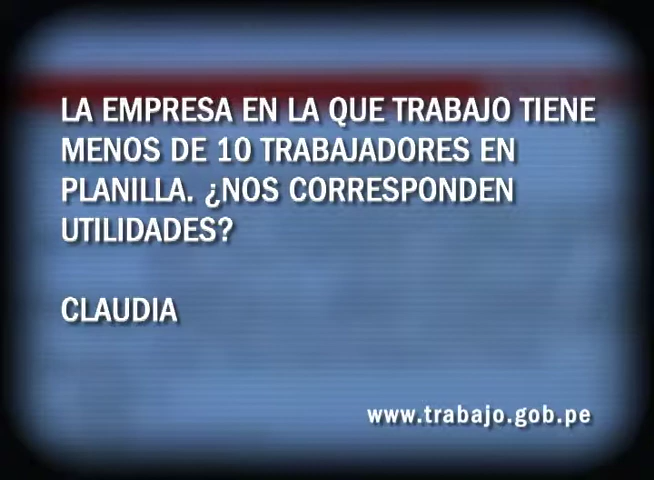 LA EMPRESA EN LA QUE TRABAJO TIENE
MENOS DE 10 TRABAJADORES EN
PLANILLA. ¿NOS CORRESPONDEN
UTILIDADES?
CLAUDIA
www.trabajo.gob.pe